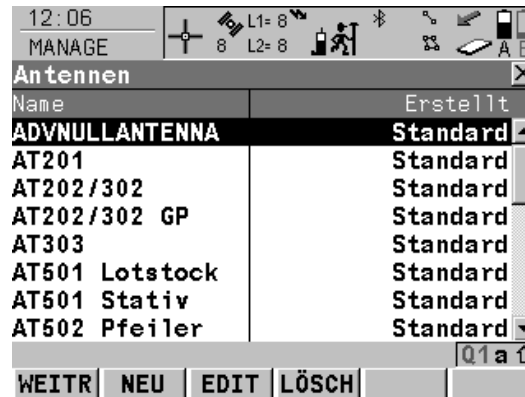 12:06
MANAGE
L1= 8
8 L2= 8
A
Antennen
X
Name Erstellt
ADVNULLANTENNA Standard
AT201 Standard
AT202/302 Standard
AT202/302 GP Standard
AT303 Standard
AT501 Lotstock Standard
AT501 Stativ Standard
AT502 Pfeiler Standard
Q1 a
WEITR NEU EDIT LÖSCH